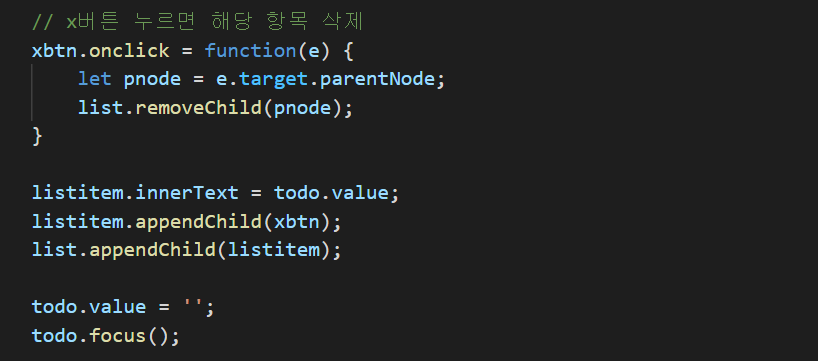 // x버튼 누르면 해당 항목 삭제
xbtn.onclick = function(e) {
    let pnode = e.target.parentNode;
    list.removeChild(pnode);
}
listitem.innerText = todo.value;
listitem.appendChild(xbtn);
list.appendChild(listitem);
todo.value = '';
todo.focus();